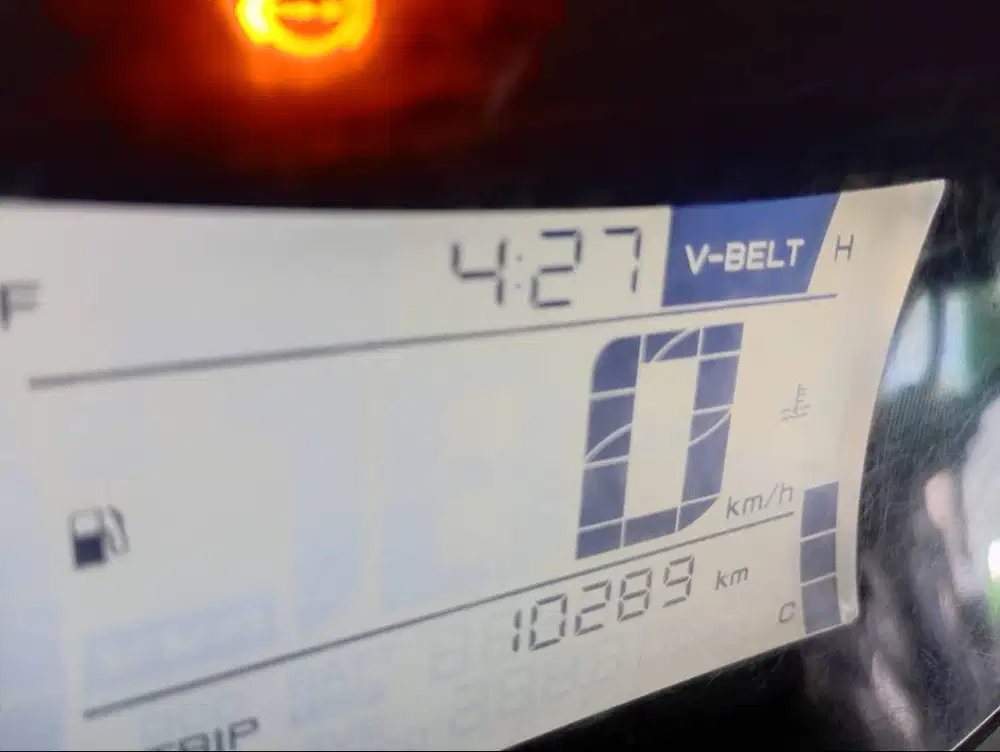 4:27 V-BELT H
F
0 km/h
10289 km
C
TRIP